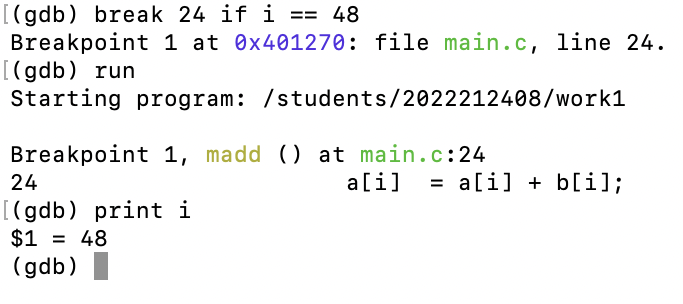 (gdb) break 24 if i == 48
Breakpoint 1 at 0x401270: file main.c, line 24.
(gdb) run
Starting program: /students/2022212408/work1
Breakpoint 1, madd () at main.c:24
24                      a[i]  = a[i] + b[i];
(gdb) print i
$1 = 48
(gdb)